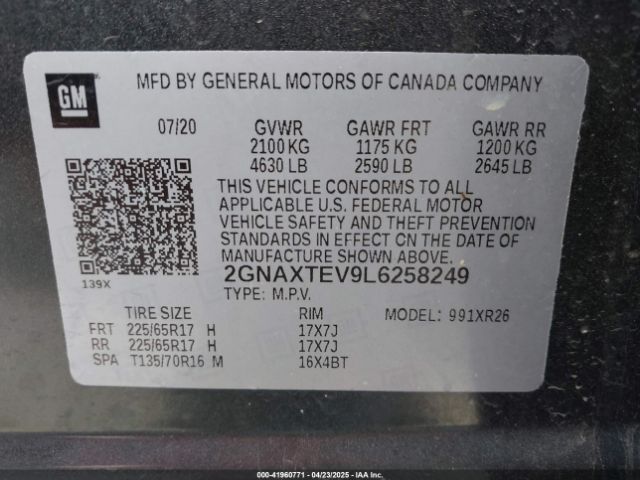 GM
MFD BY GENERAL MOTORS OF CANADA COMPANY
07/20 GVWR GAWR FRT GAWR RR
2100 KG 1175 KG 1200 KG
4630 LB 2590 LB 2645 LB
THIS VEHICLE CONFORMS TO ALL
APPLICABLE U.S. FEDERAL MOTOR
VEHICLE SAFETY AND THEFT PREVENTION
STANDARDS IN EFFECT ON THE DATE OF
MANUFACTURE SHOWN ABOVE.
139X
2GNAXTEV9L6258249
TYPE: M.P.V.
TIRE SIZE RIM MODEL: 991XR26
FRT 225/65R17 H 17X7J
RR 225/65R17 H 17X7J
SPA T135/70R16 M 16X4BT
000-41960771 - 04/23/2025 - IAA Inc.